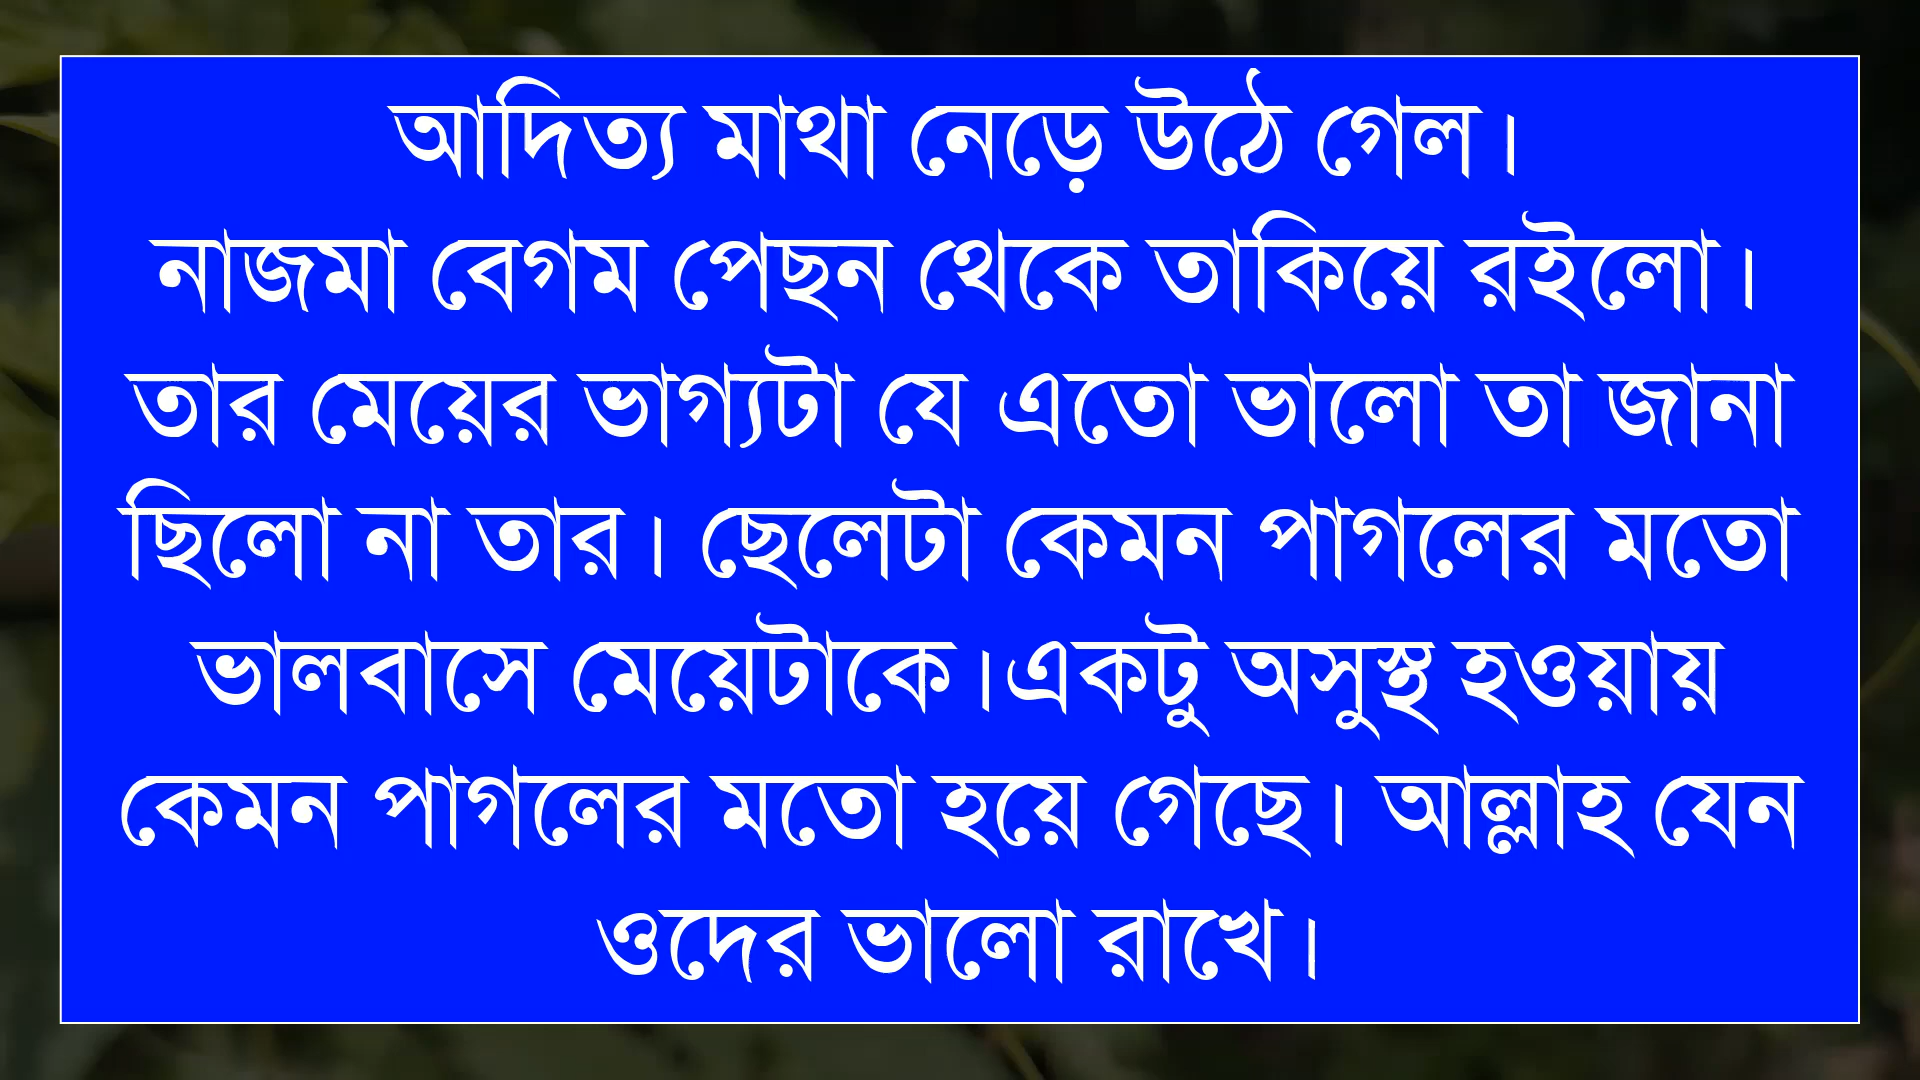 আদিত্য মাথা নেড়ে উঠে গেল।
নাজমা বেগম পেছন থেকে তাকিয়ে রইলো।
তার মেয়ের ভাগ্যটা যে এতো ভালো তা জানা
ছিলো না তার। ছেলেটা কেমন পাগলের মতো
ভালবাসে মেয়েটাকে।একটু অসুস্থ হওয়ায়
কেমন পাগলের মতো হয়ে গেছে। আল্লাহ যেন
ওদের ভালো রাখে।